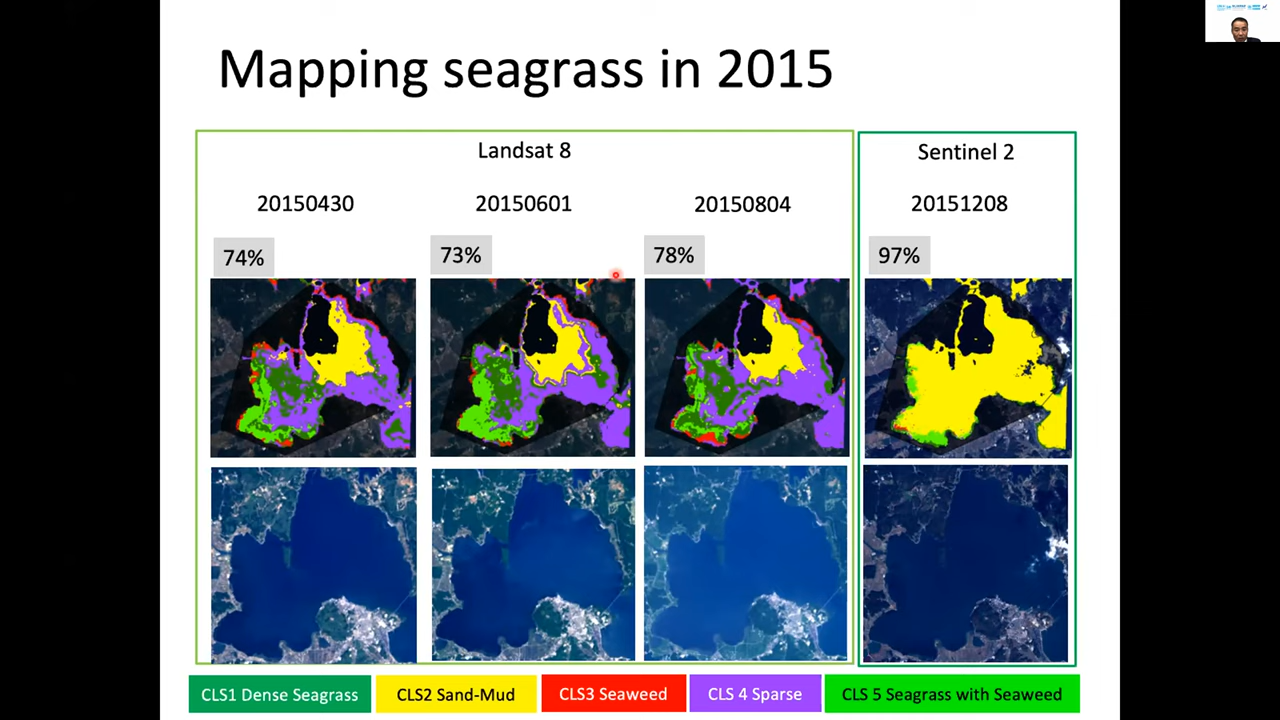 Mapping seagrass in 2015
Landsat 8
Sentinel 2
20150430
20150601
20150804
20151208
74%
73%
78%
97%
CLS1 Dense Seagrass
CLS2 Sand-Mud
CLS3 Seaweed
CLS 4 Sparse
CLS 5 Seagrass with Seaweed